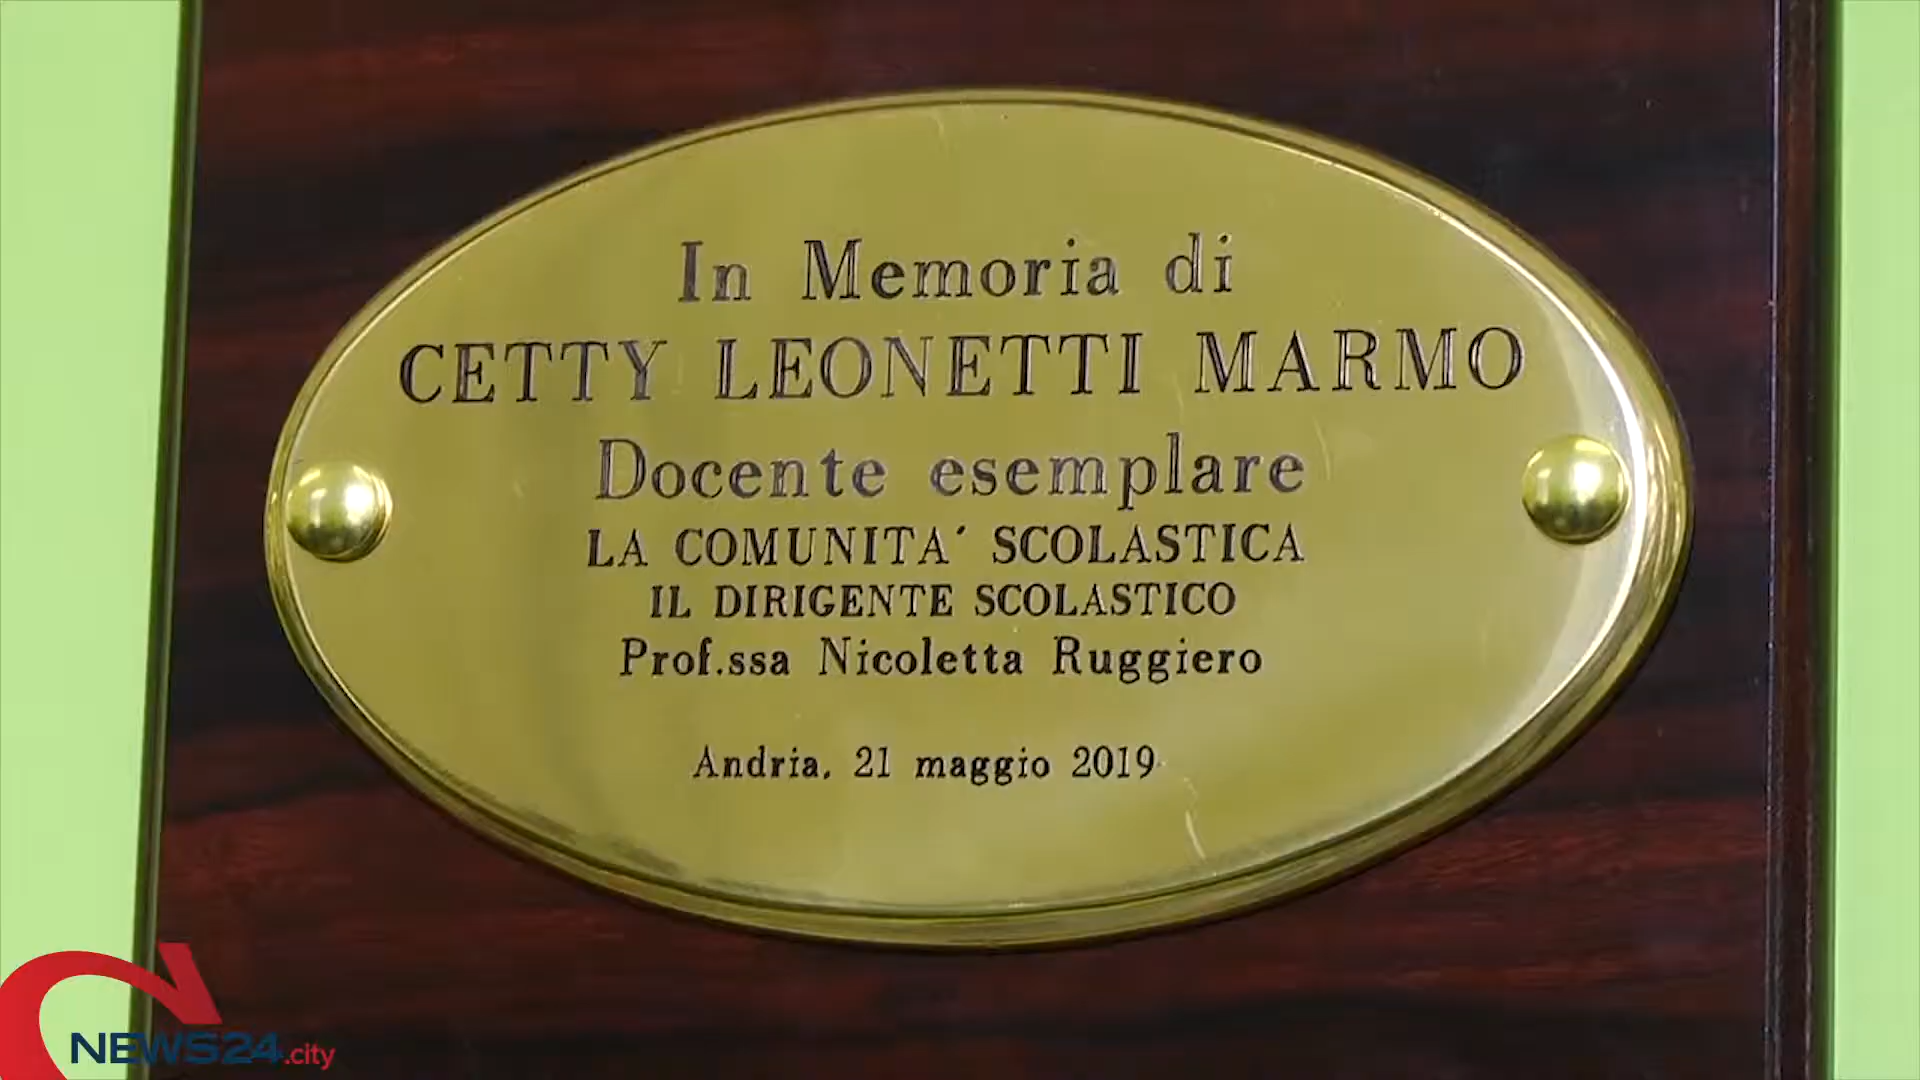 In Memoria di
CETTY LEONETTI MARMO
Docente esemplare
LA COMUNITA´ SCOLASTICA
IL DIRIGENTE SCOLASTICO
Prof.ssa Nicoletta Ruggiero
Andria, 21 maggio 2019
NEWS24.city